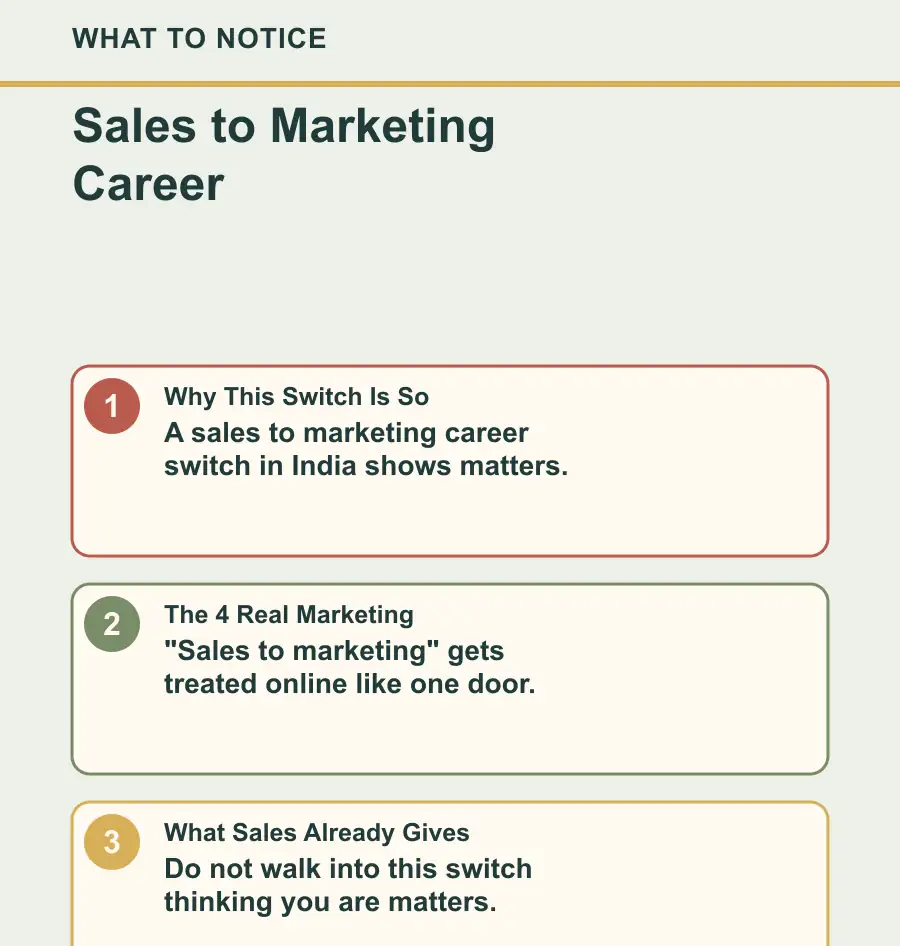 WHAT TO NOTICE
Sales to Marketing
Career
1
Why This Switch Is So
A sales to marketing career
switch in India shows matters.
2
The 4 Real Marketing
"Sales to marketing" gets
treated online like one door.
3
What Sales Already Gives
Do not walk into this switch
thinking you are matters.